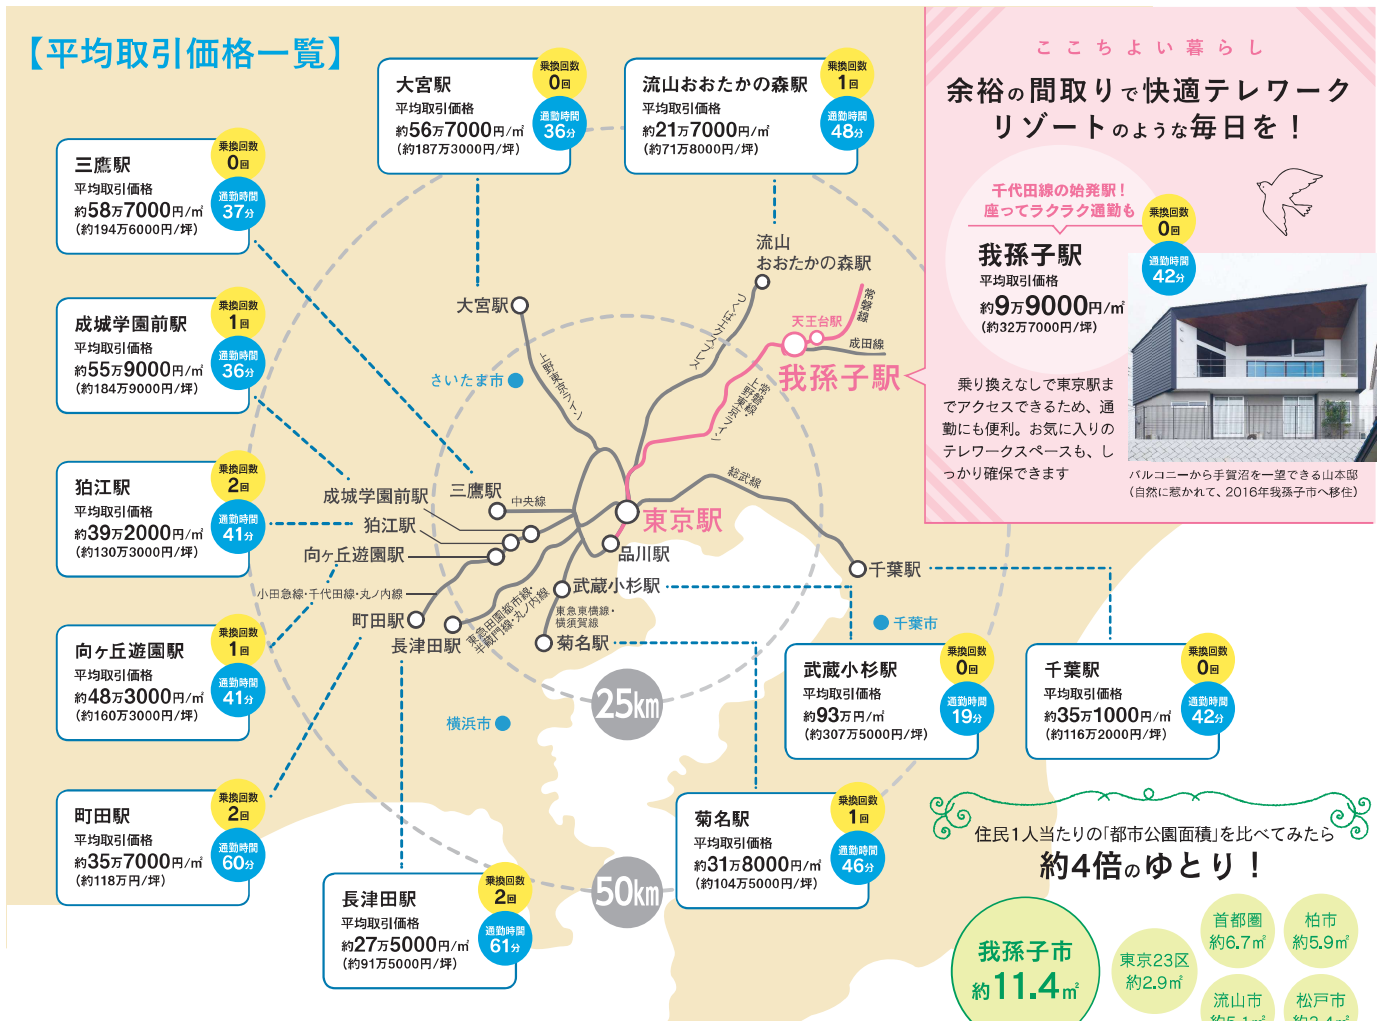 【平均取引価格一覧】
三鷹駅
平均取引価格
約58万7000円/㎡
（約194万6000円/坪）
乗換回数
0回
通勤時間
37分
成城学園前駅
平均取引価格
約55万9000円/㎡
（約184万9000円/坪）
乗換回数
1回
通勤時間
36分
狛江駅
平均取引価格
約39万2000円/㎡
（約130万3000円/坪）
乗換回数
2回
通勤時間
41分
向ヶ丘遊園駅
平均取引価格
約48万3000円/㎡
（約160万3000円/坪）
乗換回数
1回
通勤時間
41分
町田駅
平均取引価格
約35万7000円/㎡
（約118万円/坪）
乗換回数
2回
通勤時間
60分
大宮駅
平均取引価格
約56万7000円/㎡
（約187万3000円/坪）
乗換回数
0回
通勤時間
36分
流山おおたかの森駅
平均取引価格
約21万7000円/㎡
（約71万8000円/坪）
乗換回数
1回
通勤時間
48分
長津田駅
平均取引価格
約27万5000円/㎡
（約91万5000円/坪）
乗換回数
2回
通勤時間
61分
菊名駅
平均取引価格
約31万8000円/㎡
（約104万5000円/坪）
乗換回数
1回
通勤時間
46分
武蔵小杉駅
平均取引価格
約93万円/㎡
（約307万5000円/坪）
乗換回数
0回
通勤時間
19分
千葉駅
平均取引価格
約35万1000円/㎡
（約116万2000円/坪）
乗換回数
0回
通勤時間
42分
流山
おおたかの森駅
大宮駅
さいたま市
上野東京ライン
つくばエクスプレス
常磐線
天王台駅
成田線
我孫子駅
常磐線・
上野東京ライン
総武線
成城学園前駅
三鷹駅
中央線
狛江駅
向ヶ丘遊園駅
東京駅
品川駅
千葉駅
小田急線・千代田線・丸ノ内線
武蔵小杉駅
町田駅
長津田駅
東急田園都市線・
半蔵門線・丸ノ内線
東急東横線・
横須賀線
菊名駅
千葉市
横浜市
25km
50km
ここちよい暮らし
余裕の間取りで快適テレワーク
リゾートのような毎日を！
千代田線の始発駅！
座ってラクラク通勤も
我孫子駅
平均取引価格
約9万9000円/㎡
（約32万7000円/坪）
乗換回数
0回
通勤時間
42分
乗り換えなしで東京駅ま
でアクセスできるため、通
勤にも便利。お気に入りの
テレワークスペースも、し
っかり確保できます
バルコニーから手賀沼を一望できる山本邸
（自然に惹かれて、2016年我孫子市へ移住）
住民1人当たりの「都市公園面積」を比べてみたら
約4倍のゆとり！
我孫子市
約11.4㎡
東京23区
約2.9㎡
首都圏
約6.7㎡
柏市
約5.9㎡
流山市
松戸市